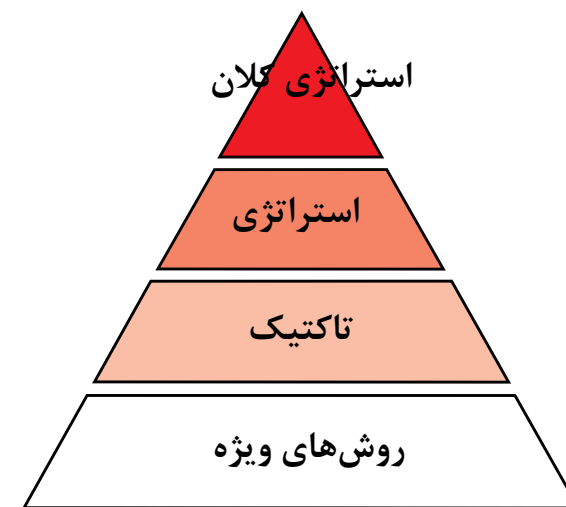 استراتژی کلان
استراتژی
تاکتیک
روش‌های ویژه